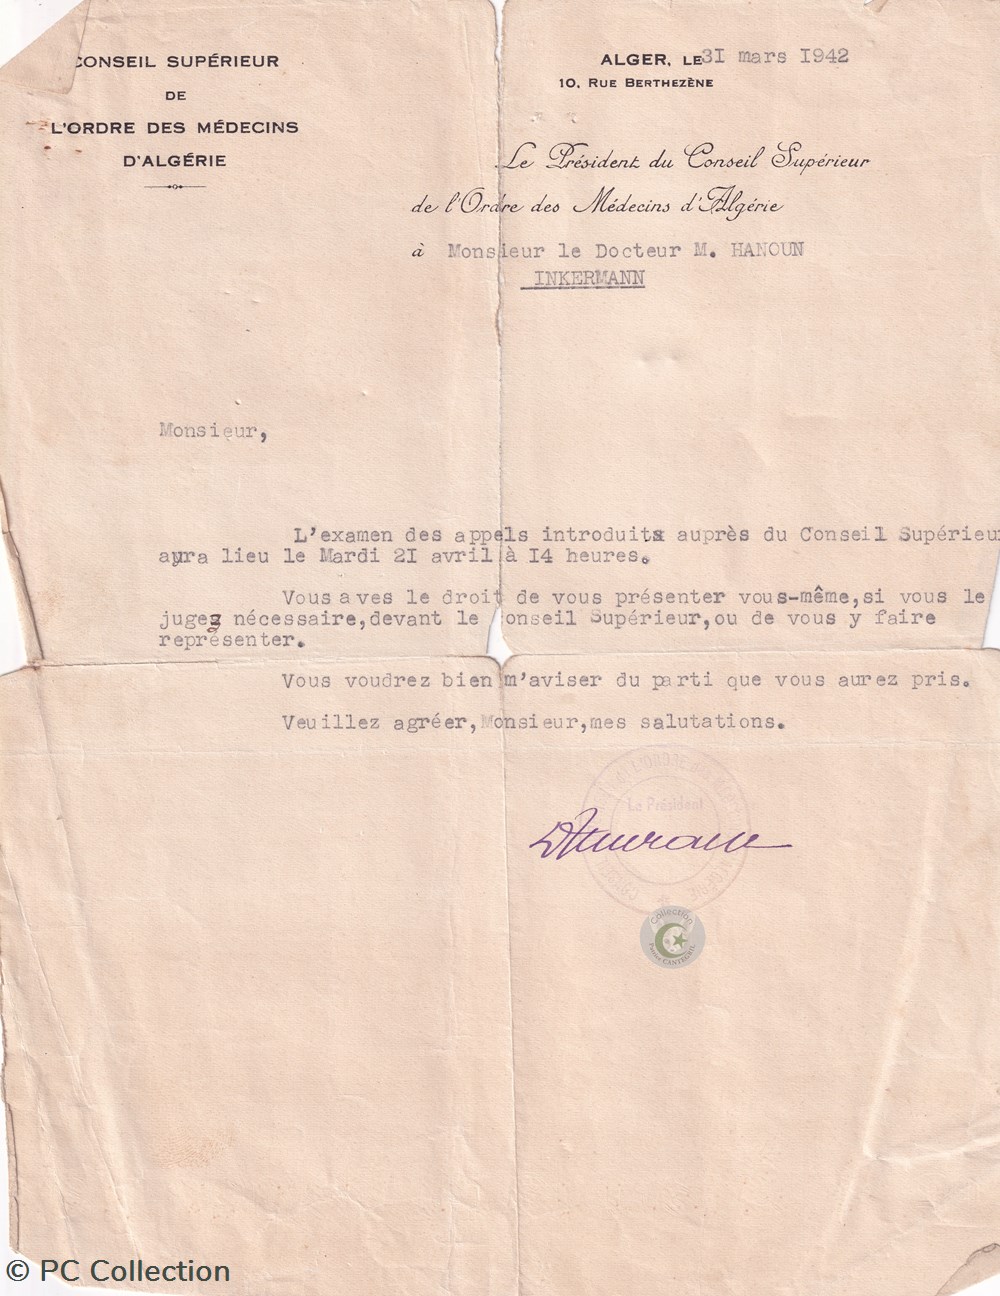 CONSEIL SUPÉRIEUR
DE
L'ORDRE DES MÉDECINS
D'ALGÉRIE
ALGER, LE 31 mars 1942
10, RUE BERTHEZÈNE
Le Président du Conseil Supérieur
de l'Ordre des Médecins d'Algérie
à Monsieur le Docteur M. HANOUN
INKERMANN
Monsieur,
L'examen des appels introduits auprès du Conseil Supérieur
aura lieu le Mardi 21 avril à 14 heures.
Vous aves le droit de vous présenter vous-même,si vous le
jugez nécessaire,devant le Conseil Supérieur,ou de vous y faire
représenter.
Vous voudrez bien m'aviser du parti que vous aurez pris.
Veuillez agréer,Monsieur,mes salutations.
L'ORDRE DES
Le Président
Collection
CANTAGREL
© PC Collection